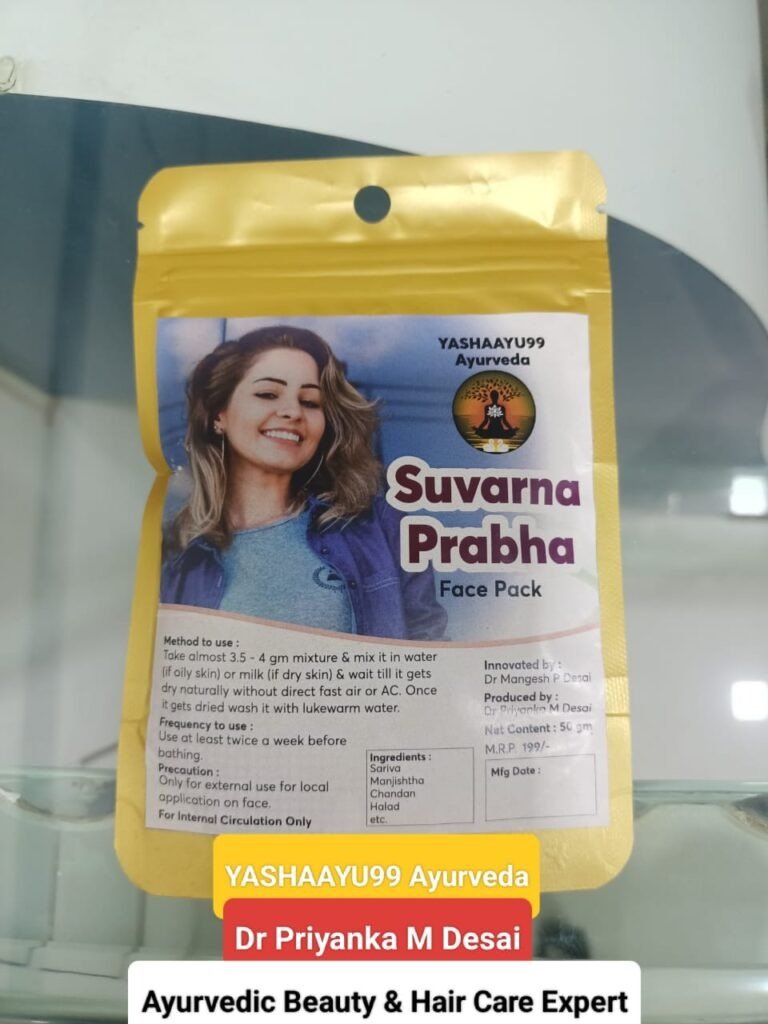 YASHAAYU99
Ayurveda
Suvarna
Prabha
Face Pack
Method to use :
Take almost 3.5 - 4 gm mixture & mix it in water
(if oily skin) or milk (if dry skin) & wait till it gets
dry naturally without direct fast air or AC. Once
it gets dried wash it with lukewarm water.
Frequency to use :
Use at least twice a week before
bathing.
Precaution :
Only for external use for local
application on face.
For Internal Circulation Only
Ingredients :
Sariva
Manjishtha
Chandan
Halad
etc.
Innovated by :
Dr Mangesh P Desai
Produced by :
Dr Priyanka M Desai
Net Content : 50 gm
M.R.P. 199/-
Mfg Date :
YASHAAYU99 Ayurveda
Dr Priyanka M Desai
Ayurvedic Beauty & Hair Care Expert